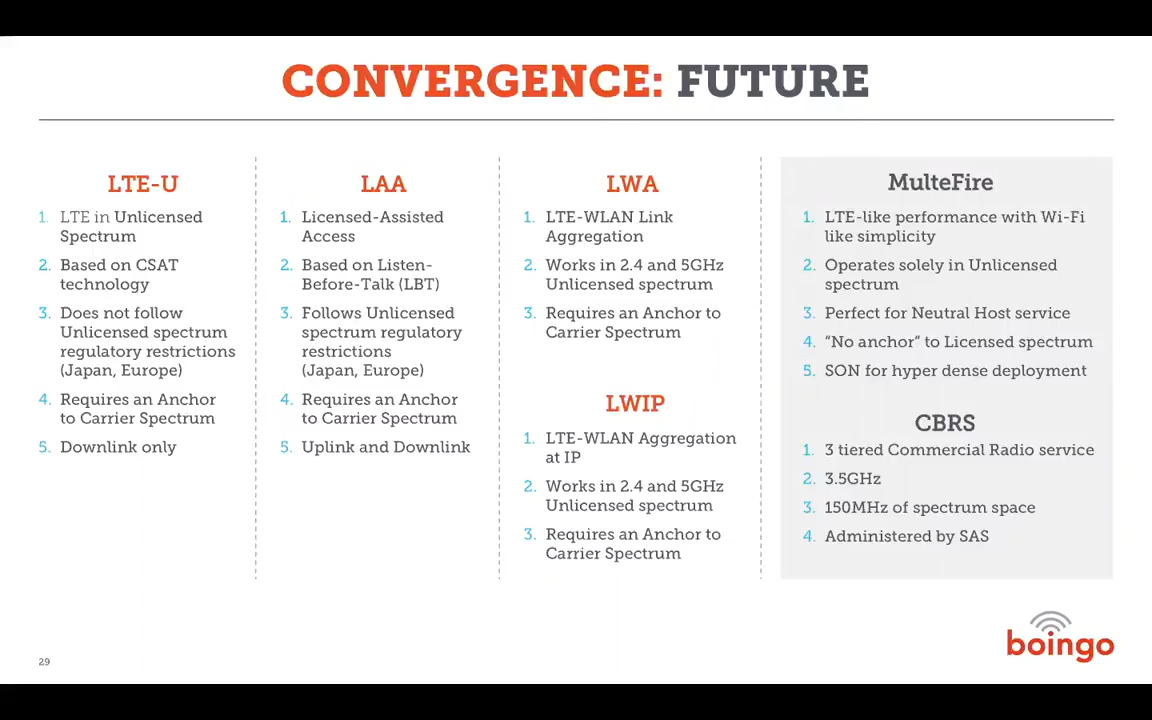 CONVERGENCE: FUTURE
LTE-U
1. LTE in Unlicensed
Spectrum
2. Based on CSAT
technology
3. Does not follow
Unlicensed spectrum
regulatory restrictions
(Japan, Europe)
4. Requires an Anchor
to Carrier Spectrum
5. Downlink only
LAA
1. Licensed-Assisted
Access
2. Based on Listen-
Before-Talk (LBT)
3. Follows Unlicensed
spectrum regulatory
restrictions
(Japan, Europe)
4. Requires an Anchor
to Carrier Spectrum
5. Uplink and Downlink
LWA
1. LTE-WLAN Link
Aggregation
2. Works in 2.4 and 5GHz
Unlicensed spectrum
3. Requires an Anchor to
Carrier Spectrum
LWIP
1. LTE-WLAN Aggregation
at IP
2. Works in 2.4 and 5GHz
Unlicensed spectrum
3. Requires an Anchor to
Carrier Spectrum
MulteFire
1. LTE-like performance with Wi-Fi
like simplicity
2. Operates solely in Unlicensed
spectrum
3. Perfect for Neutral Host service
4. “No anchor” to Licensed spectrum
5. SON for hyper dense deployment
CBRS
1. 3 tiered Commercial Radio service
2. 3.5GHz
3. 150MHz of spectrum space
4. Administered by SAS
29
boingo